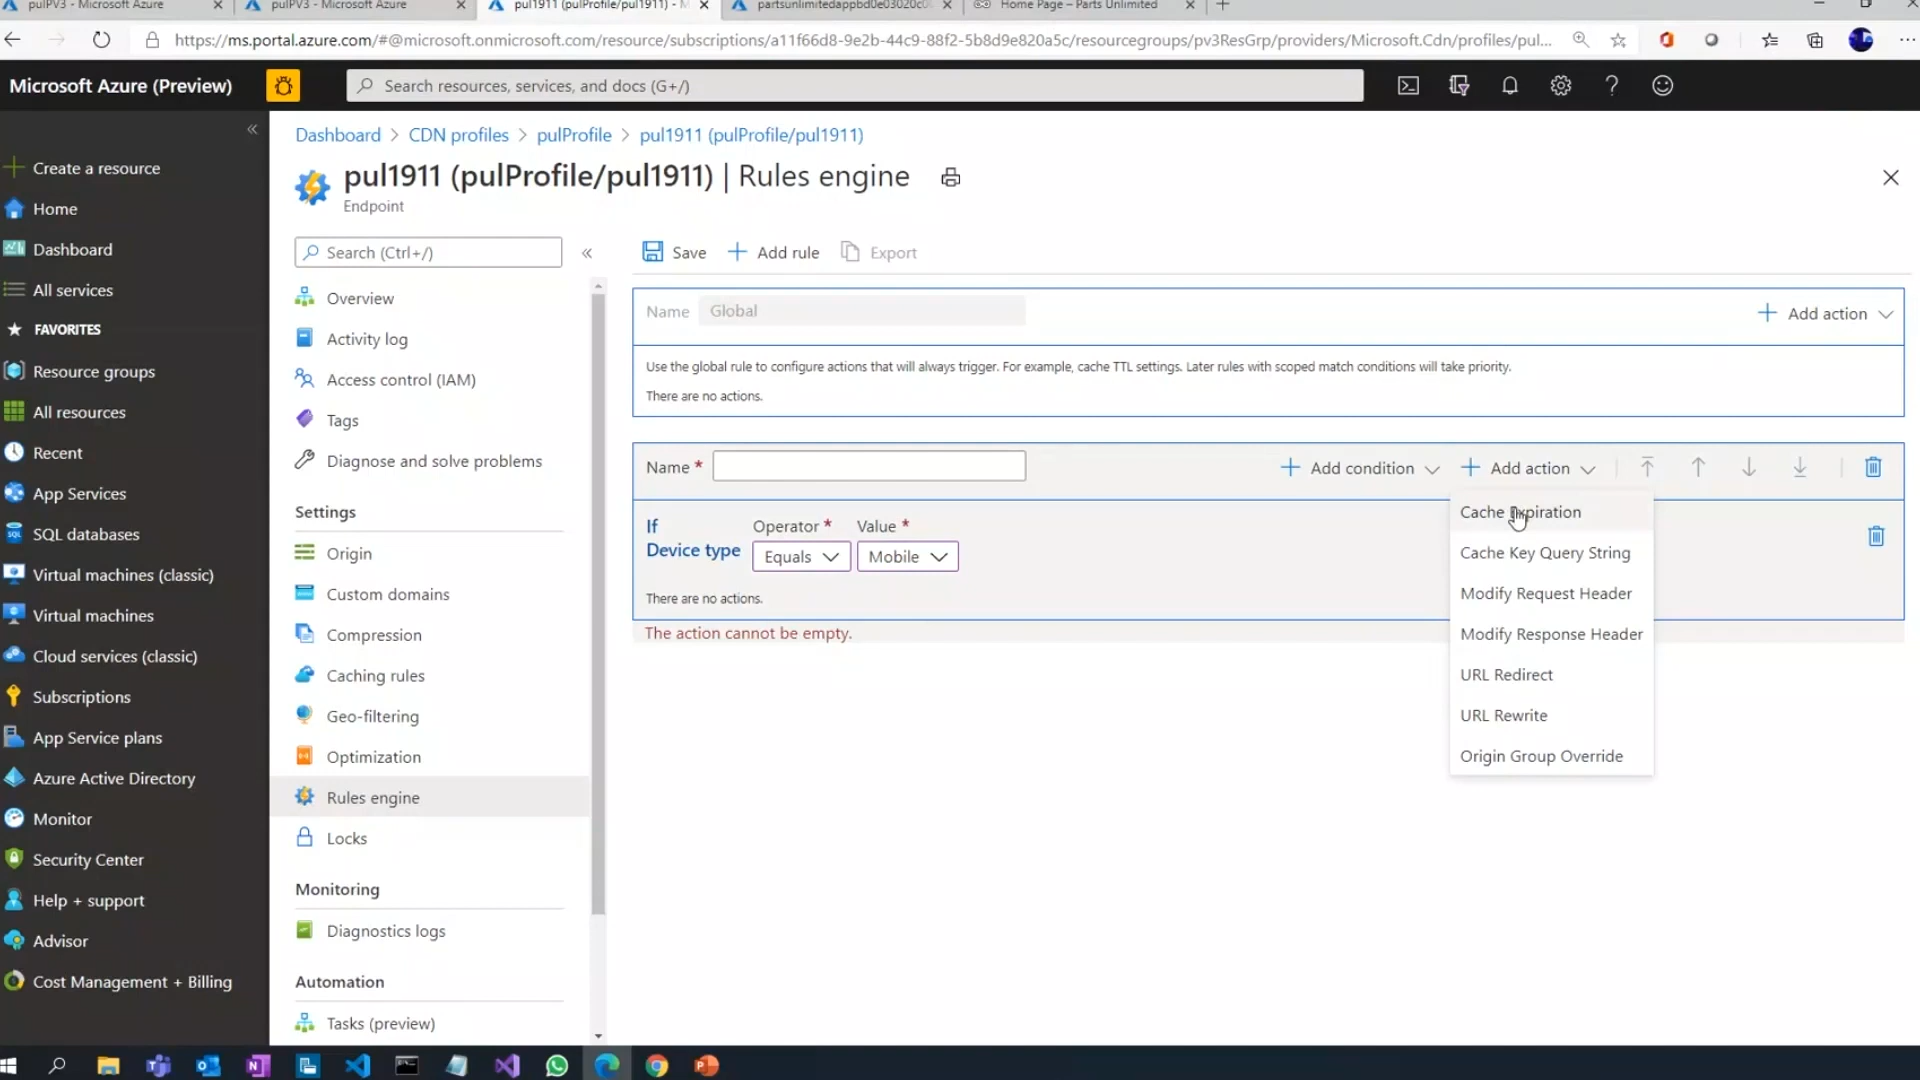 pulPV3 - Microsoft Azure
pulPV3 - Microsoft Azure
pul1911 (pulProfile/pul1911) - M
partsunlimitedappbd0e03020c0
Home Page – Parts Unlimited
https://ms.portal.azure.com/#@microsoft.onmicrosoft.com/resource/subscriptions/a11f66d8-9e2b-44c9-88f2-5b8d9e820a5c/resourcegroups/pv3ResGrp/providers/Microsoft.Cdn/profiles/pul...
Microsoft Azure (Preview)
Search resources, services, and docs (G+/)
Create a resource
Home
Dashboard
All services
FAVORITES
Resource groups
All resources
Recent
App Services
SQL databases
Virtual machines (classic)
Virtual machines
Cloud services (classic)
Subscriptions
App Service plans
Azure Active Directory
Monitor
Security Center
Help + support
Advisor
Cost Management + Billing
Dashboard > CDN profiles > pulProfile > pul1911 (pulProfile/pul1911)
pul1911 (pulProfile/pul1911) | Rules engine
Endpoint
Search (Ctrl+/)
Overview
Activity log
Access control (IAM)
Tags
Diagnose and solve problems
Settings
Origin
Custom domains
Compression
Caching rules
Geo-filtering
Optimization
Rules engine
Locks
Monitoring
Diagnostics logs
Automation
Tasks (preview)
Save
Add rule
Export
Name
Global
Add action
Use the global rule to configure actions that will always trigger. For example, cache TTL settings. Later rules with scoped match conditions will take priority.
There are no actions.
Name *
Add condition
Add action
If
Device type
Operator *
Value *
Equals
Mobile
There are no actions.
The action cannot be empty.
Cache Expiration
Cache Key Query String
Modify Request Header
Modify Response Header
URL Redirect
URL Rewrite
Origin Group Override